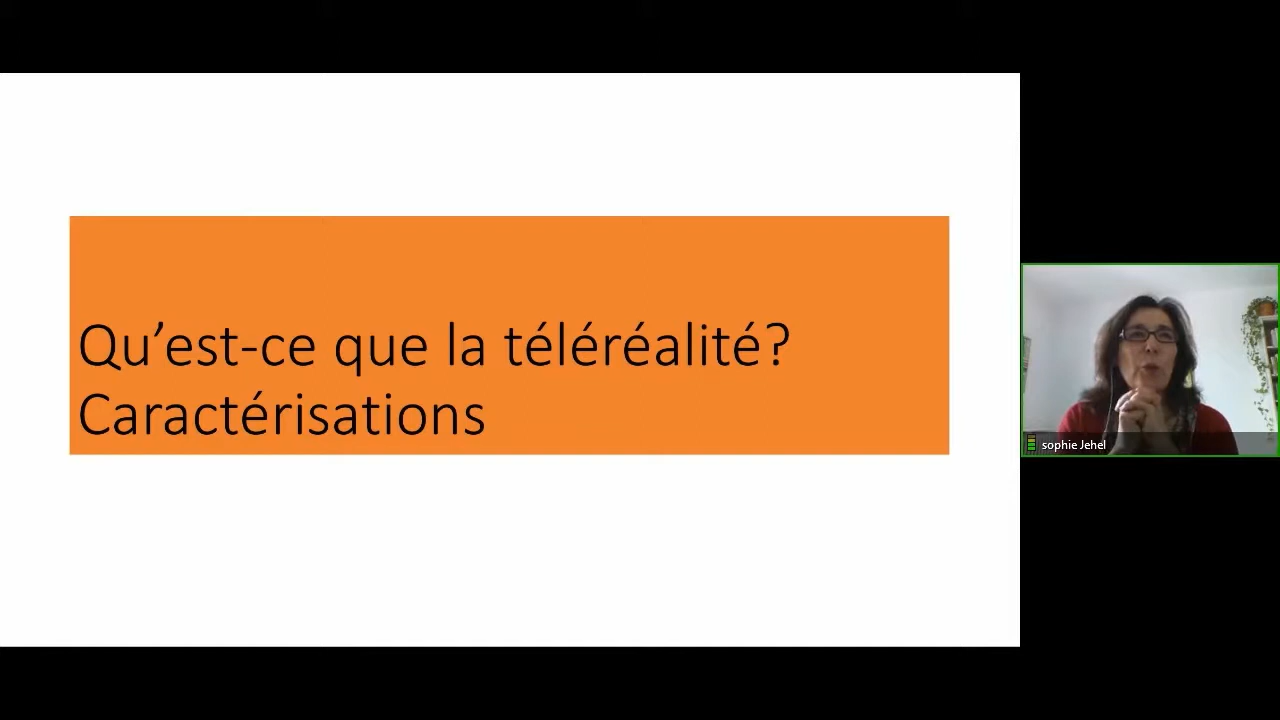 Qu’est-ce que la téléréalité?
Caractérisations
sophie Jehel